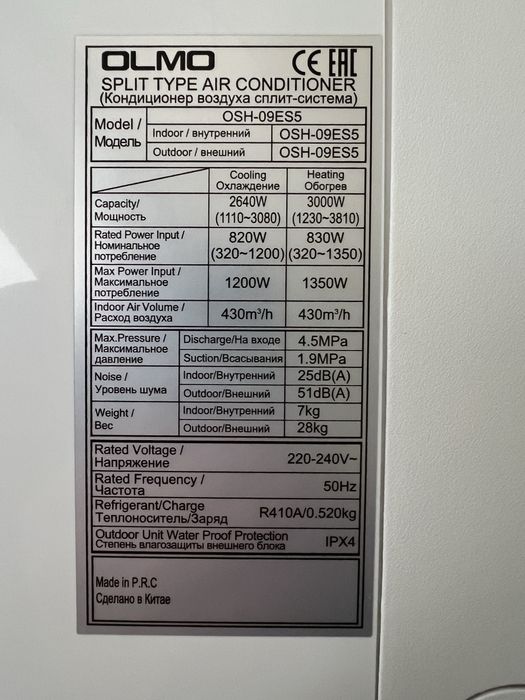 OLMO CE EAC
SPLIT TYPE AIR CONDITIONER
(Кондиционер воздуха сплит-система)
Model / OSH-09ES5
Модель Indoor / внутренний OSH-09ES5
Outdoor / внешний OSH-09ES5
Cooling Heating
Охлаждение Обогрев
Capacity/ 2640W 3000W
Мощность (1110~3080) (1230~3810)
Rated Power Input / 820W 830W
Номинальное (320~1200) (320~1350)
потребление
Max Power Input /
Максимальное 1200W 1350W
потребление
Indoor Air Volume / 430m³/h 430m³/h
Расход воздуха
Max.Pressure / Discharge/На входе 4.5MPa
Максимальное
давление Suction/Всасывания 1.9MPa
Noise / Indoor/Внутренний 25dB(A)
Уровень шума Outdoor/Внешний 51dB(A)
Weight / Indoor/Внутренний 7kg
Вес Outdoor/Внешний 28kg
Rated Voltage / 220-240V~
Напряжение
Rated Frequency / 50Hz
Частота
Refrigerant/Charge R410A/0.520kg
Теплоноситель/Заряд
Outdoor Unit Water Proof Protection IPX4
Степень влагозащиты внешнего блока
Made in P.R.C
Сделано в Китае